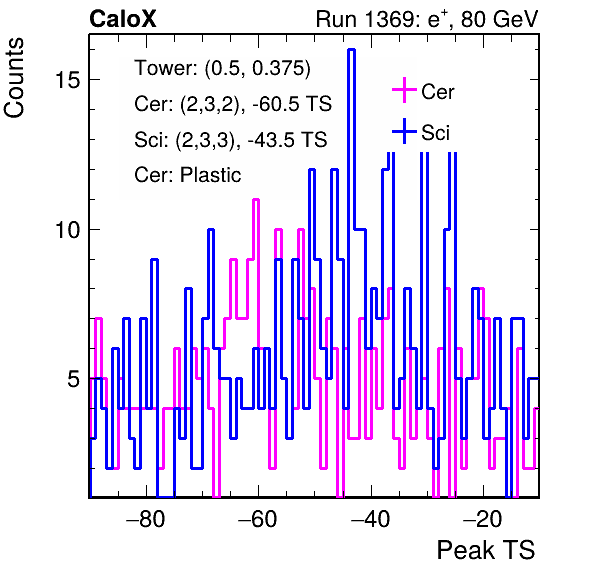 CaloX
Run 1369: e+, 80 GeV
Counts
Tower: (0.5, 0.375)
Cer: (2,3,2), -60.5 TS
Sci: (2,3,3), -43.5 TS
Cer: Plastic
Cer
Sci
15
10
5
−80 −60 −40 −20
Peak TS